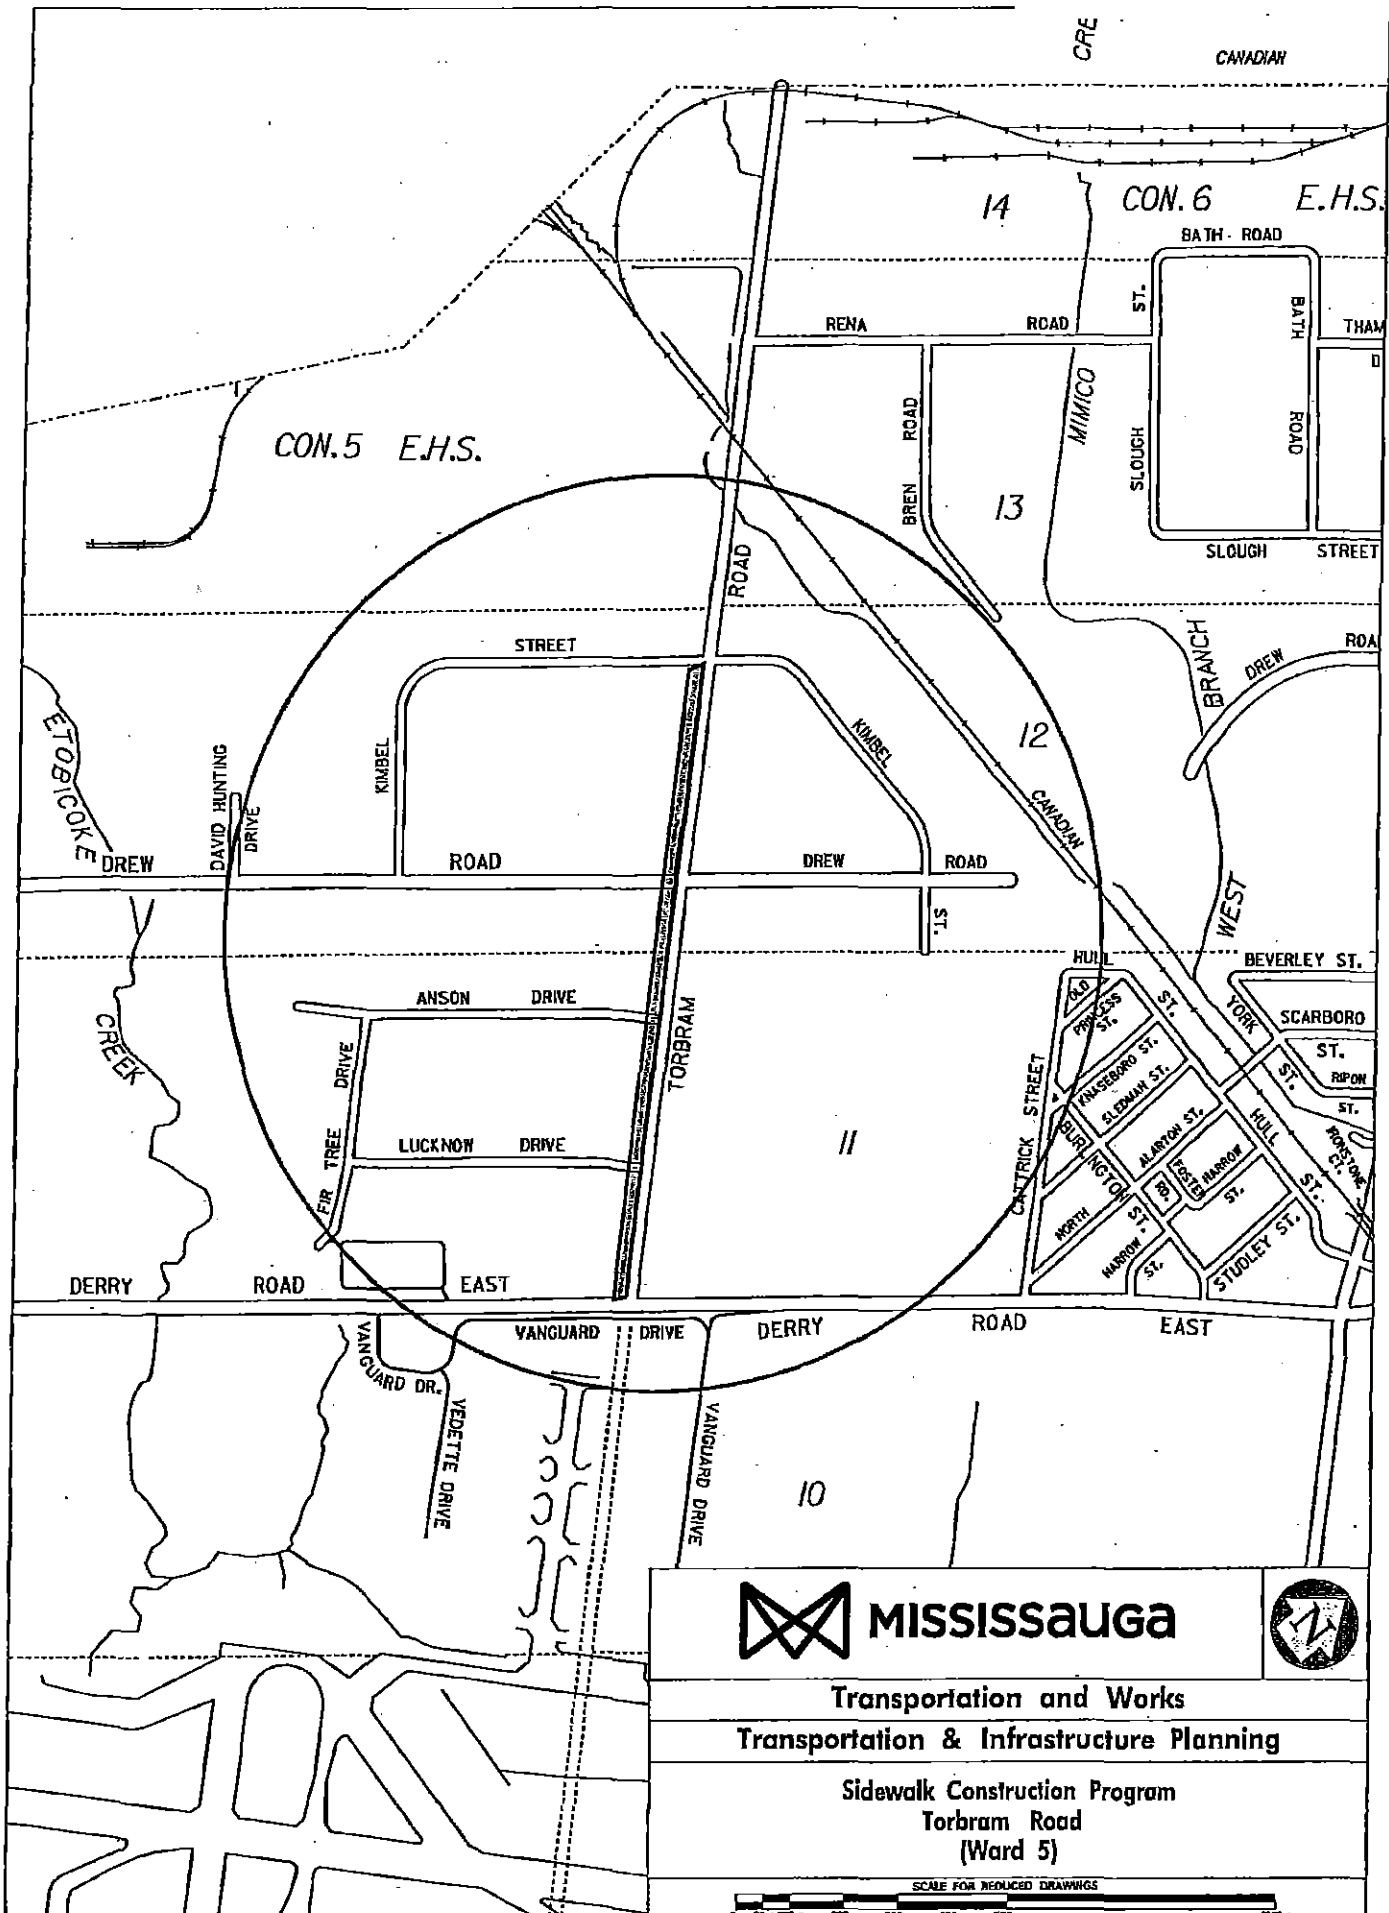 CRE
CANADIAN
14
CON. 6 E.H.S.
BATH ROAD
ST.
BATH ROAD
RENA ROAD
THAM
D
MIMICO
BREN ROAD
SLOUGH
CON. 5 E.H.S.
13
SLOUGH STREET
ROAD
STREET
BRANCH
DREW ROA
ETOBICOKE
KIMBEL
KIMBEL
12
DAVID HUNTING
DRIVE
CANADIAN
DREW ROAD DREW ROAD
ST.
WEST
HULL
ST.
BEVERLEY ST.
OLD
PRINCESS
ST.
YORK
ST.
SCARBORO
ST.
ANSON DRIVE
CREEK
TORBRAM
FIR TREE DRIVE
CATTRICK STREET
KNASEBORO ST.
SLEDMAN ST.
RIPON
ST.
LUCKNOW DRIVE
11
BURLINGTON ST.
ALARTON ST.
HULL
ST.
IRONSTONE
CT.
FOSTER
RD.
HARROW
ST.
NORTH
HARROW
ST.
STUDLEY ST.
DERRY ROAD EAST
VANGUARD DRIVE
DERRY ROAD EAST
VANGUARD DR.
VEDETTE DRIVE
VANGUARD DRIVE
10
MISSISSAUGA
N
Transportation and Works
Transportation & Infrastructure Planning
Sidewalk Construction Program
Torbram Road
(Ward 5)
SCALE FOR REDUCED DRAWINGS